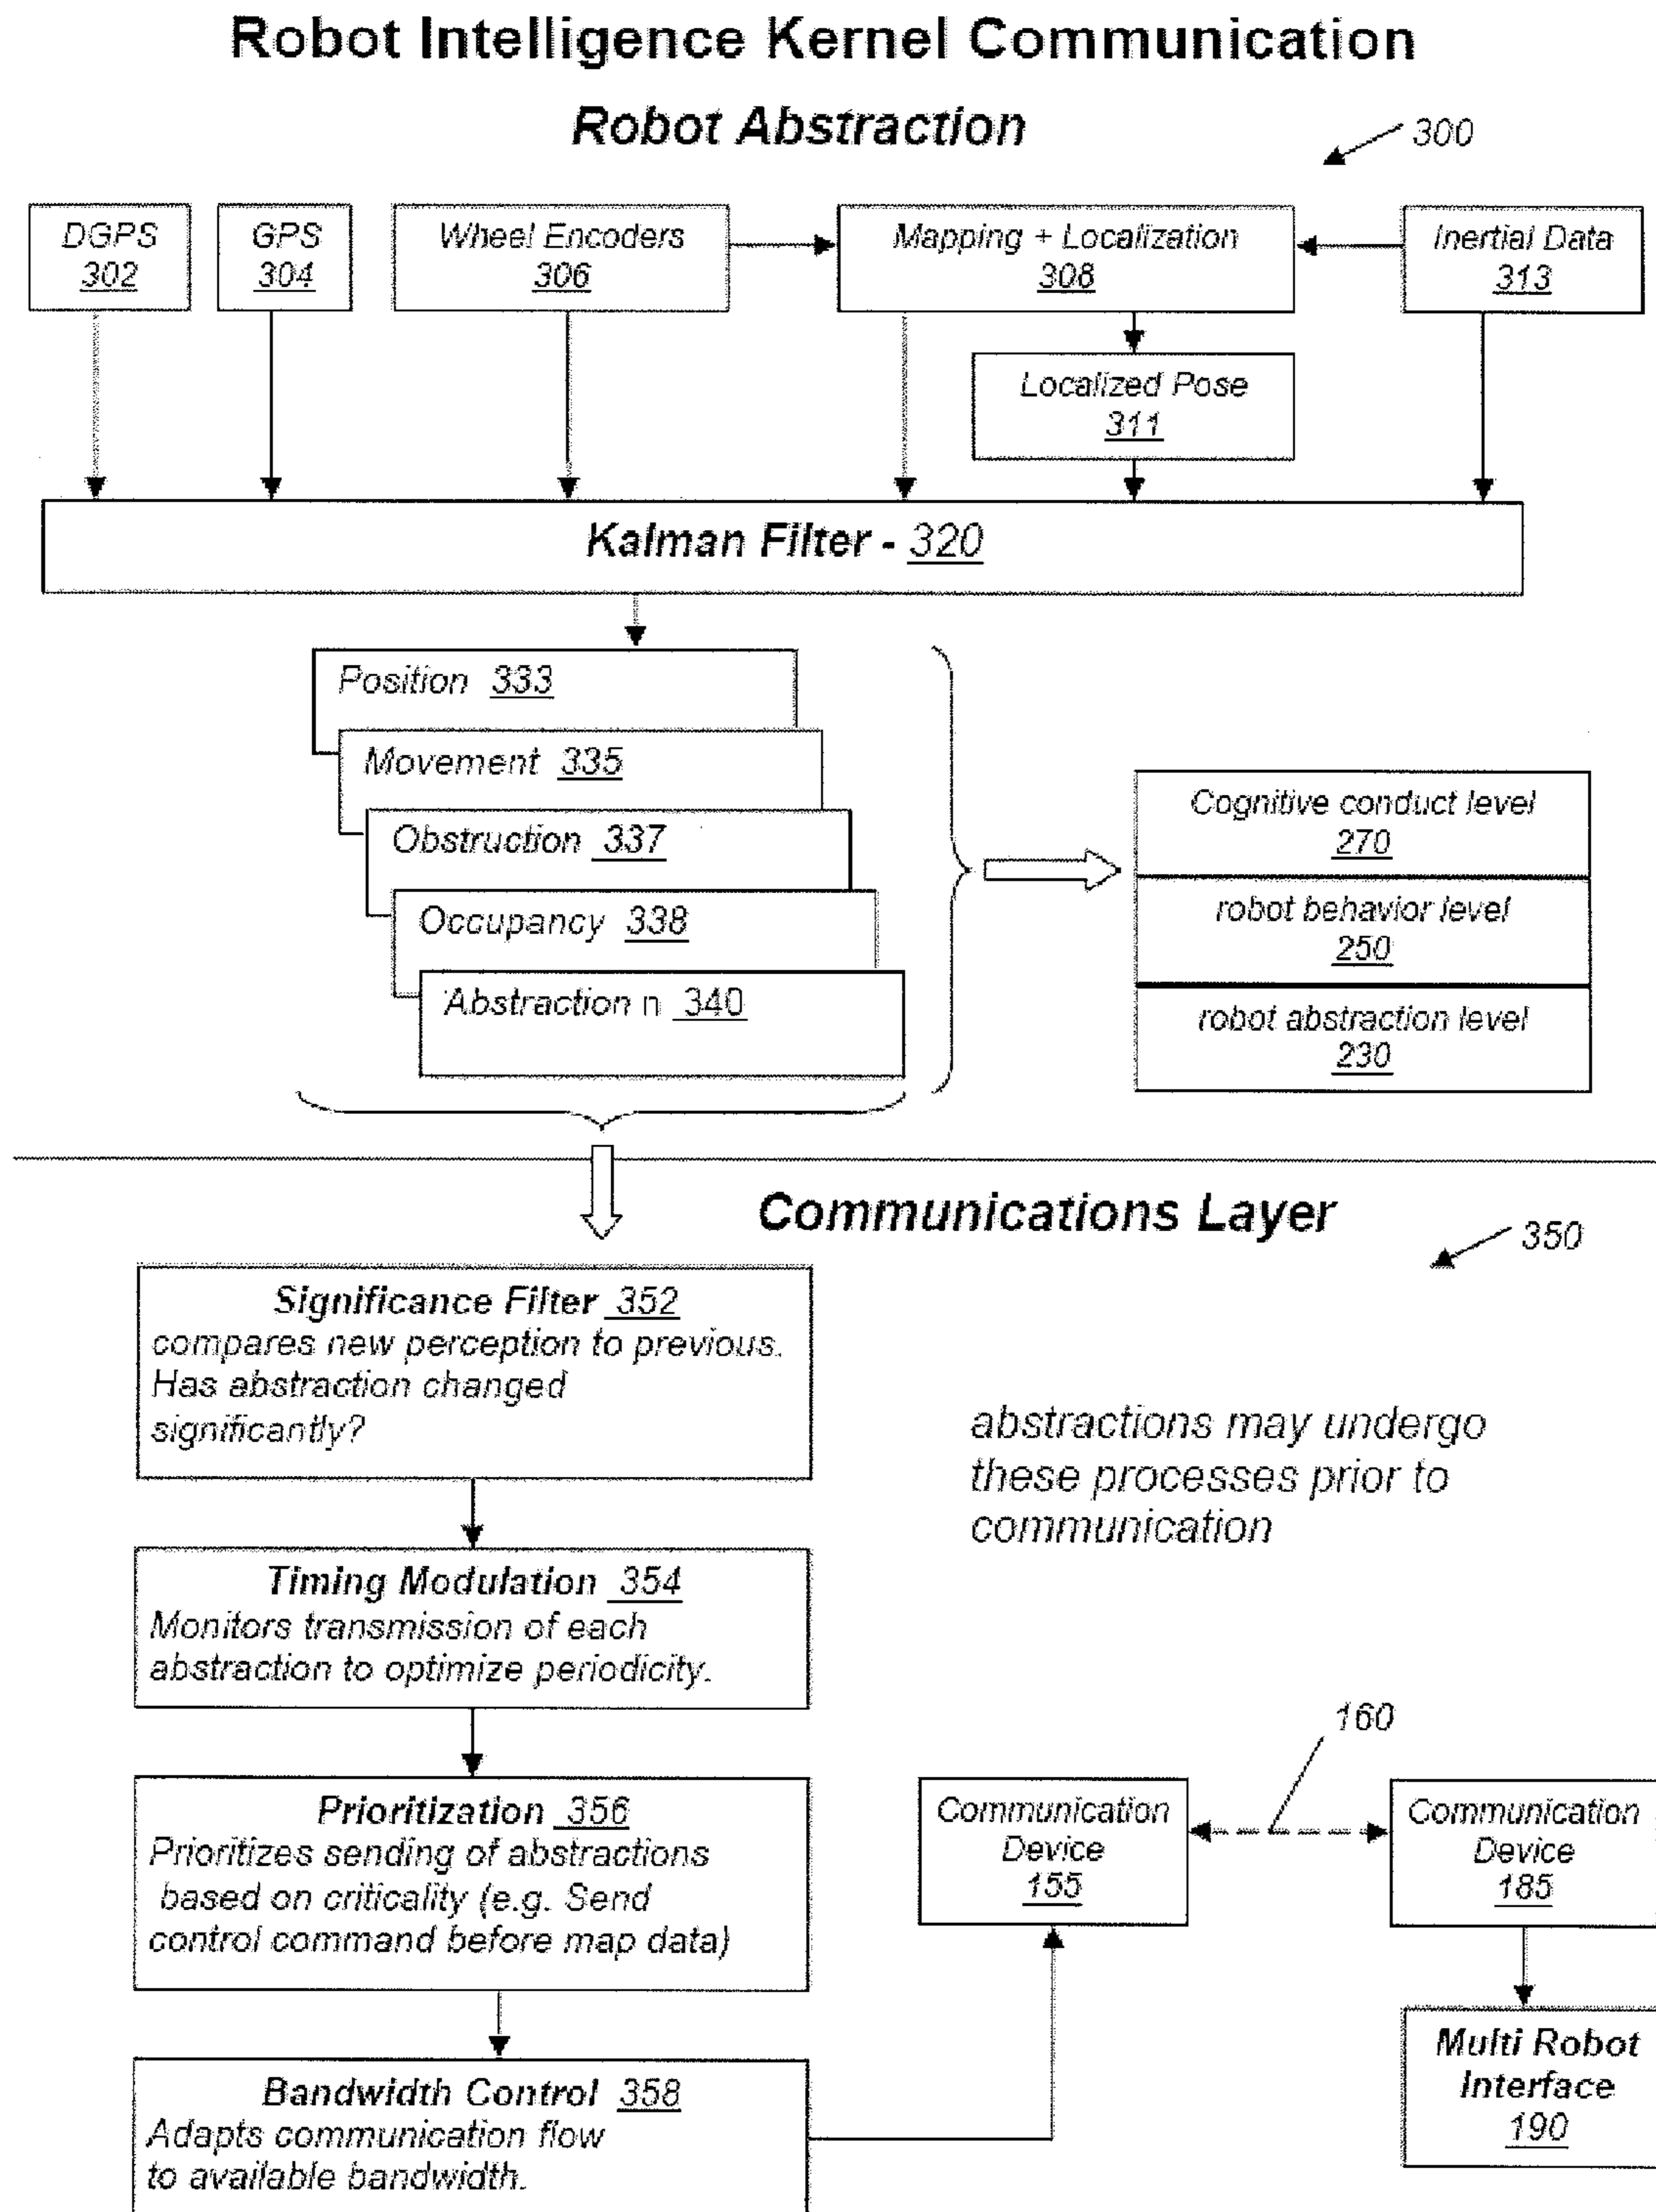 Robot Intelligence Kernel Communication
Robot Abstraction
300
DGPS
302
GPS
304
Wheel Encoders
306
Mapping + Localization
308
Inertial Data
313
Localized Pose
311
Kalman Filter - 320
Position 333
Movement 335
Obstruction 337
Occupancy 338
Abstraction n 340
Cognitive conduct level
270
robot behavior level
250
robot abstraction level
230
Communications Layer
350
Significance Filter 352
compares new perception to previous.
Has abstraction changed
significantly?
abstractions may undergo
these processes prior to
communication
Timing Modulation 354
Monitors transmission of each
abstraction to optimize periodicity.
160
Prioritization 356
Prioritizes sending of abstractions
based on criticality (e.g. Send
control command before map data)
Communication
Device
155
Communication
Device
185
Bandwidth Control 358
Adapts communication flow
to available bandwidth.
Multi Robot
Interface
190